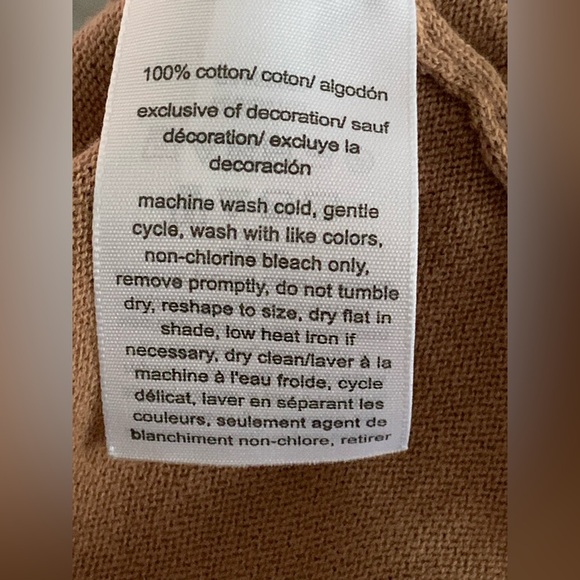 100% cotton/ coton/ algodón
exclusive of decoration/ sauf
décoration/ excluye la
decoración
machine wash cold, gentle
cycle, wash with like colors,
non-chlorine bleach only,
remove promptly, do not tumble
dry, reshape to size, dry flat in
shade, low heat iron if
necessary, dry clean/laver à la
machine à l'eau froide, cycle
délicat, laver en séparant les
couleurs, seulement agent de
blanchiment non-chlore, retirer